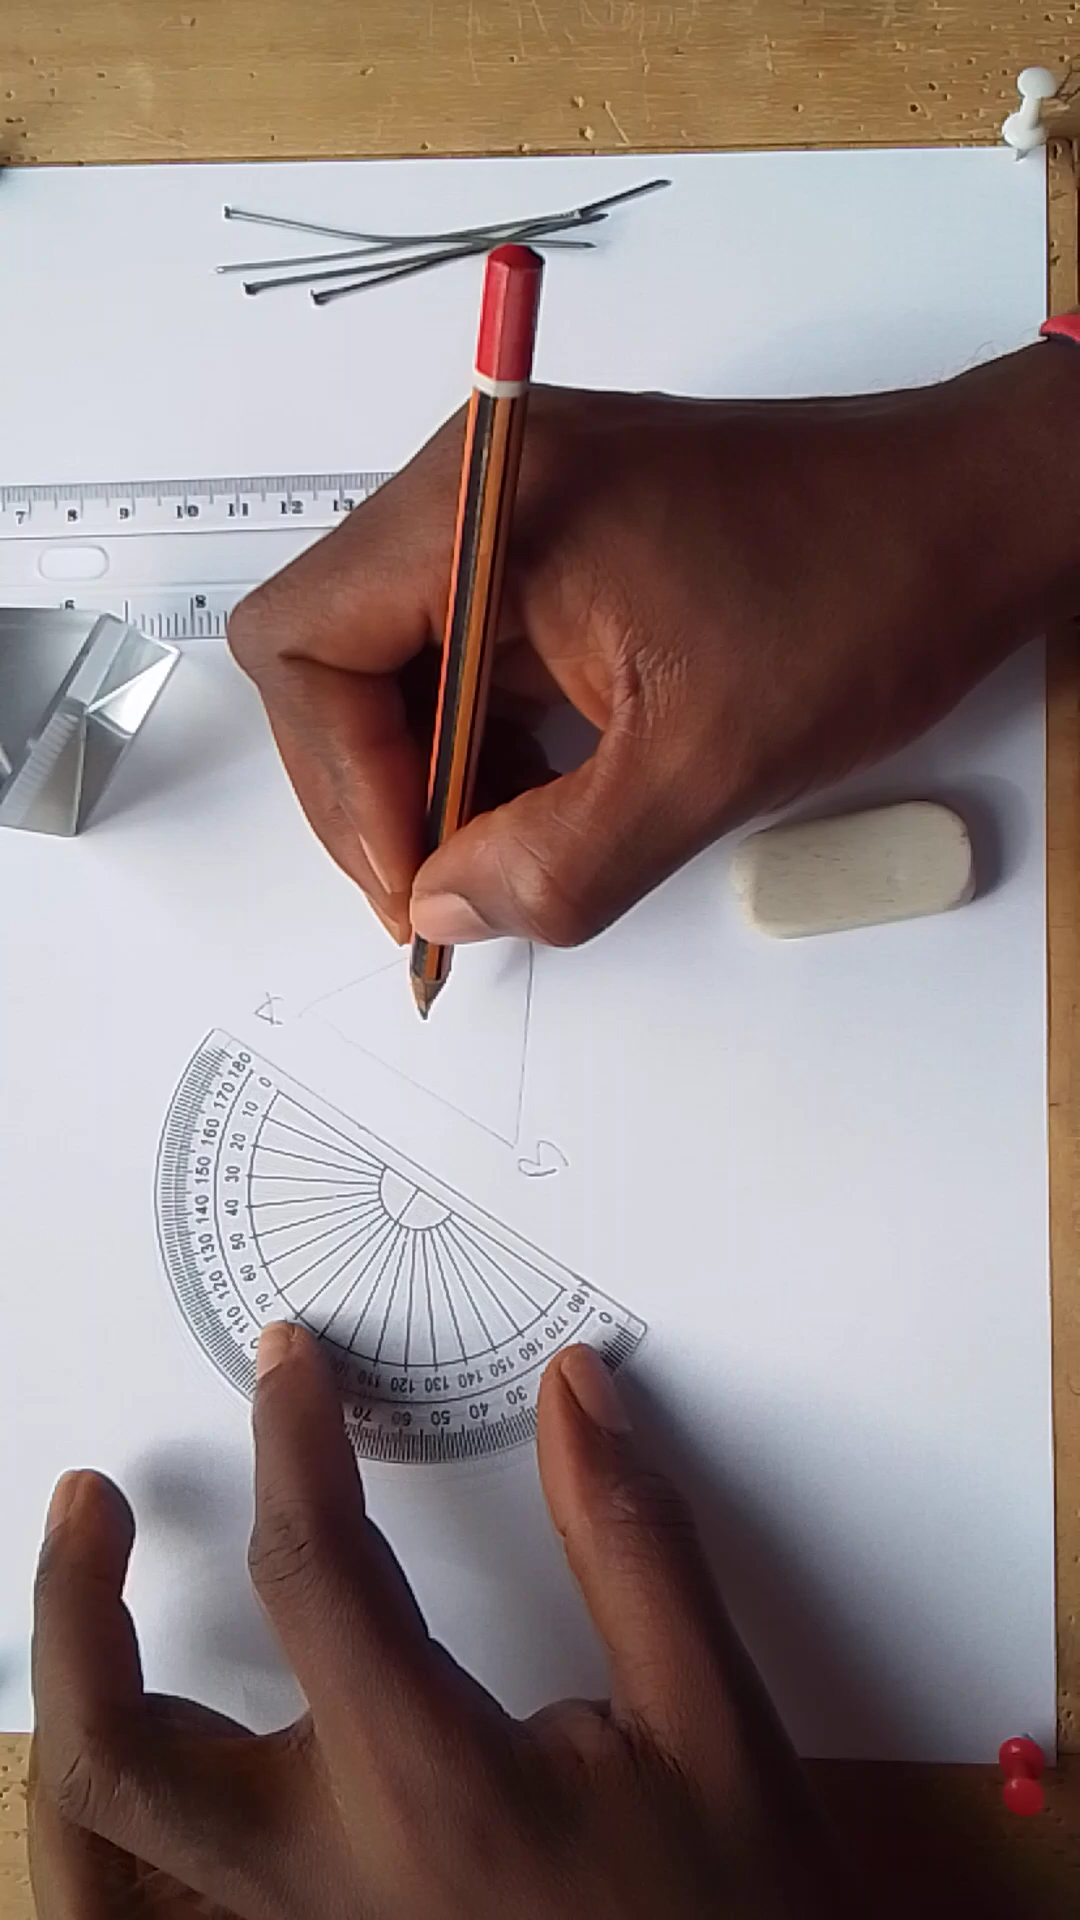 7 8 9 10 11 12 13
6 8
A
B
180 170 160 150 140 130 120 110
0 10 20 30 40 50 60 70
110 120 130 140 150 160 170 180
70 60 50 40 30 0